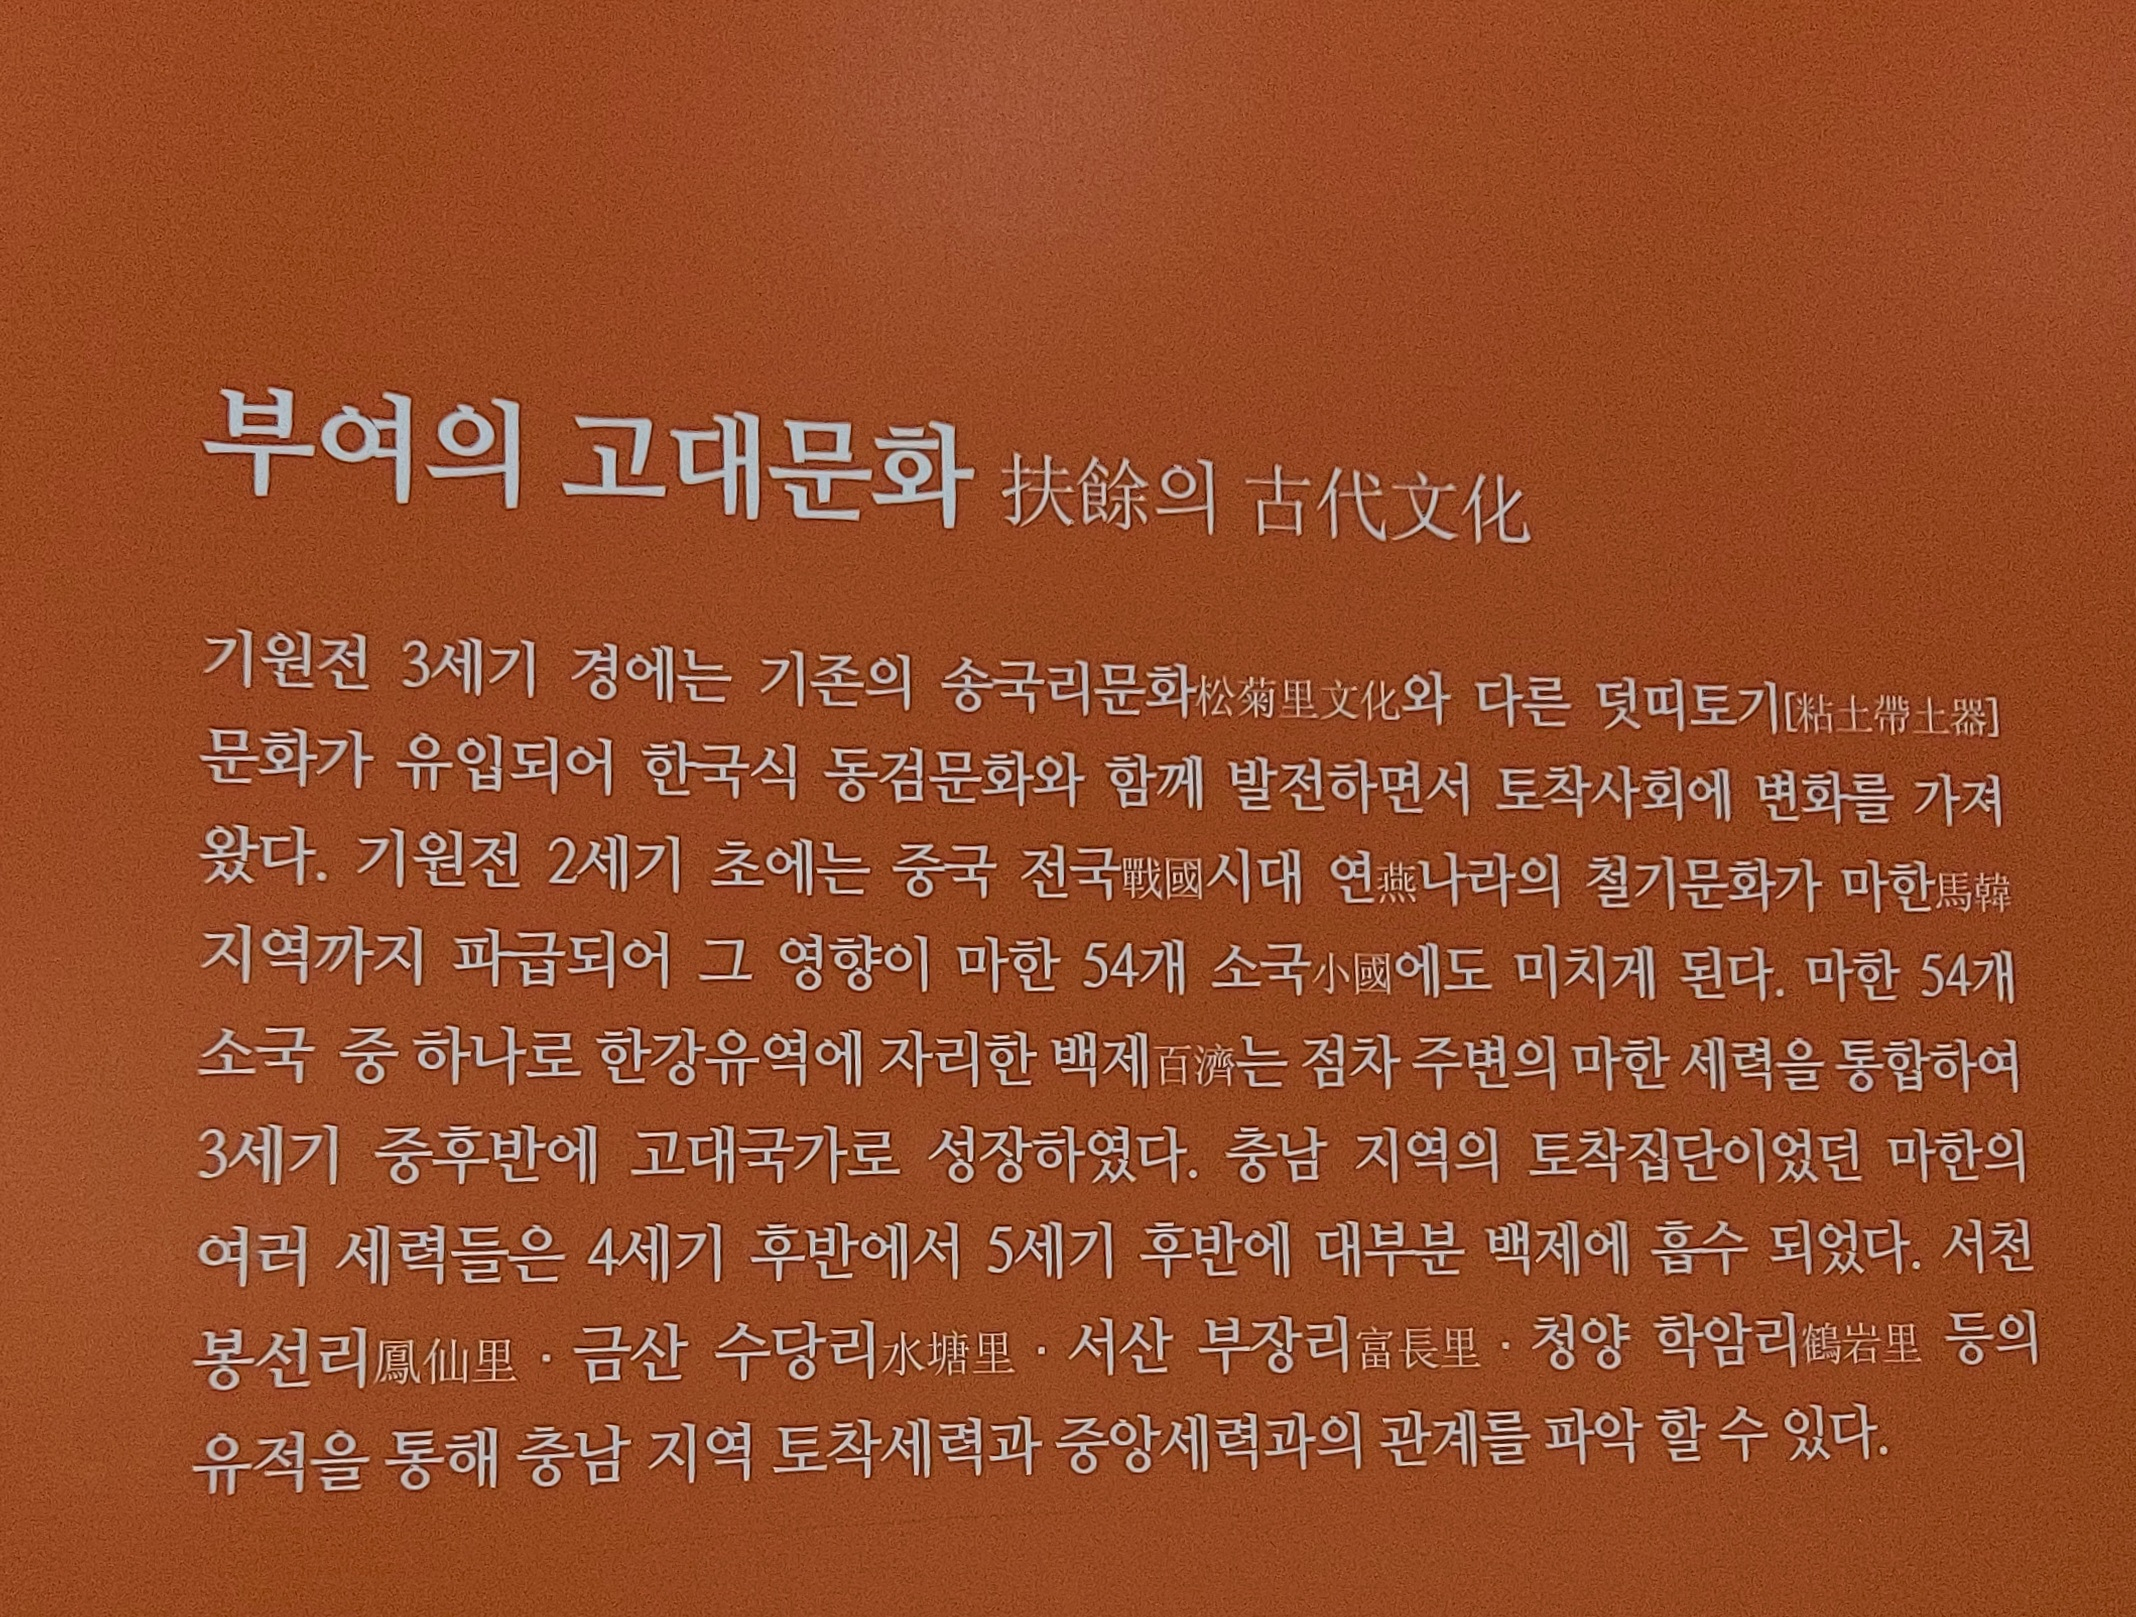 부여의 고대문화 扶餘의 古代文化
기원전 3세기 경에는 기존의 송국리문화松菊里文化와 다른 덧띠토기[粘土帶土器]
문화가 유입되어 한국식 동검문화와 함께 발전하면서 토착사회에 변화를 가져
왔다. 기원전 2세기 초에는 중국 전국戰國시대 연燕나라의 철기문화가 마한馬韓
지역까지 파급되어 그 영향이 마한 54개 소국小國에도 미치게 된다. 마한 54개
소국 중 하나로 한강유역에 자리한 백제百濟는 점차 주변의 마한 세력을 통합하여
3세기 중후반에 고대국가로 성장하였다. 충남 지역의 토착집단이었던 마한의
여러 세력들은 4세기 후반에서 5세기 후반에 대부분 백제에 흡수 되었다. 서천
봉선리鳳仙里 · 금산 수당리水塘里 · 서산 부장리富長里 · 청양 학암리鶴岩里 등의
유적을 통해 충남 지역 토착세력과 중앙세력과의 관계를 파악 할 수 있다.